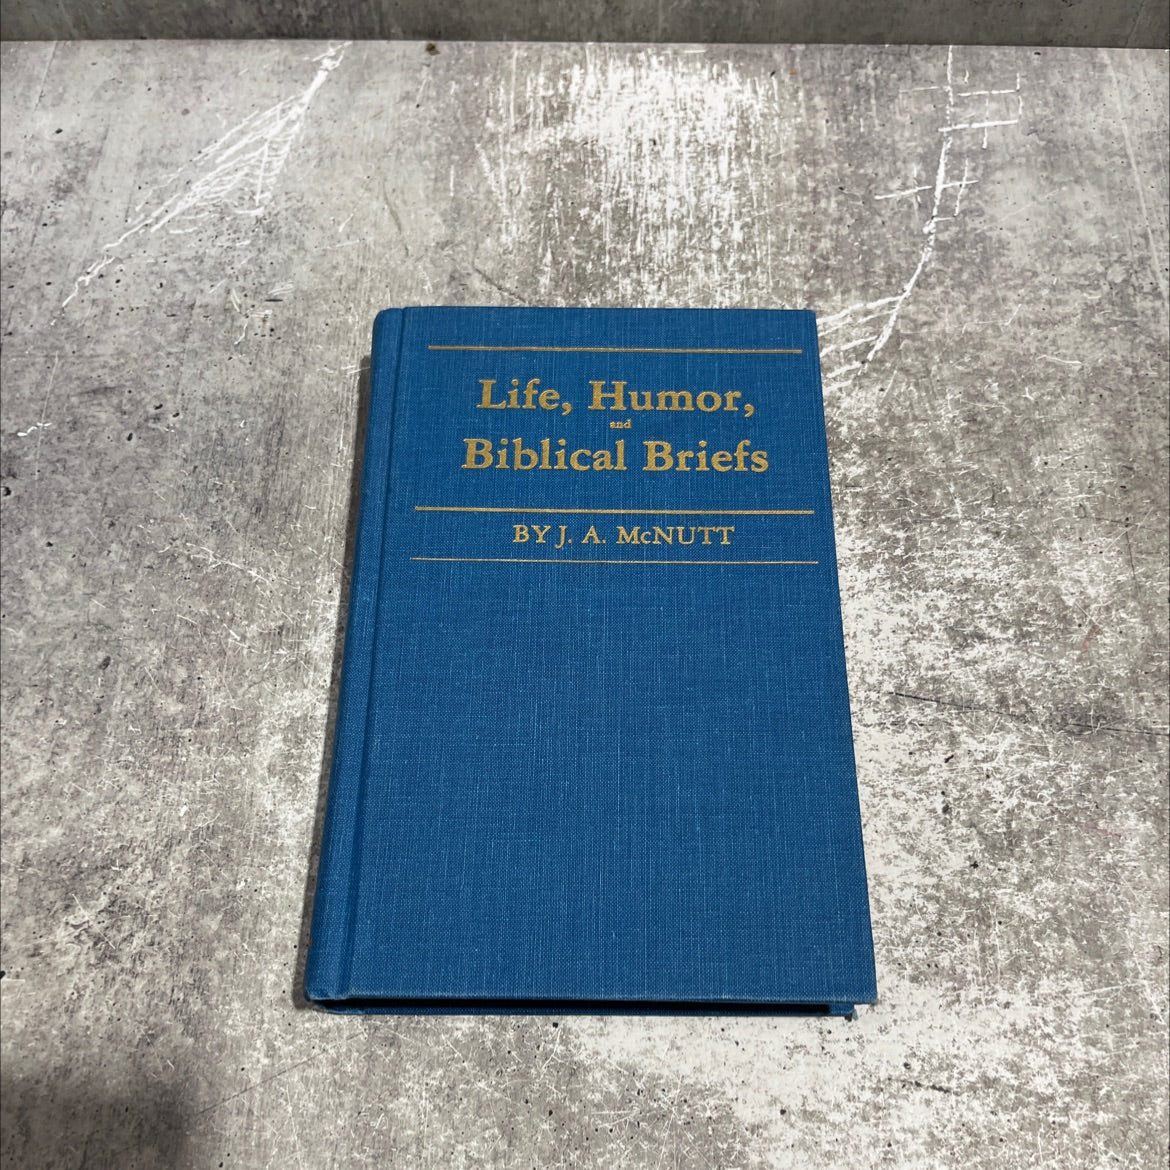 Life, Humor,
and
Biblical Briefs
BY J. A. McNUTT